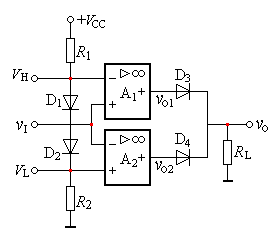 +VCC
R1
VH
− ▷∞
D3
D1
A1
+
vo1
vI
vo
− ▷∞
D4
D2
A2
RL
VL
+
vo2
R2